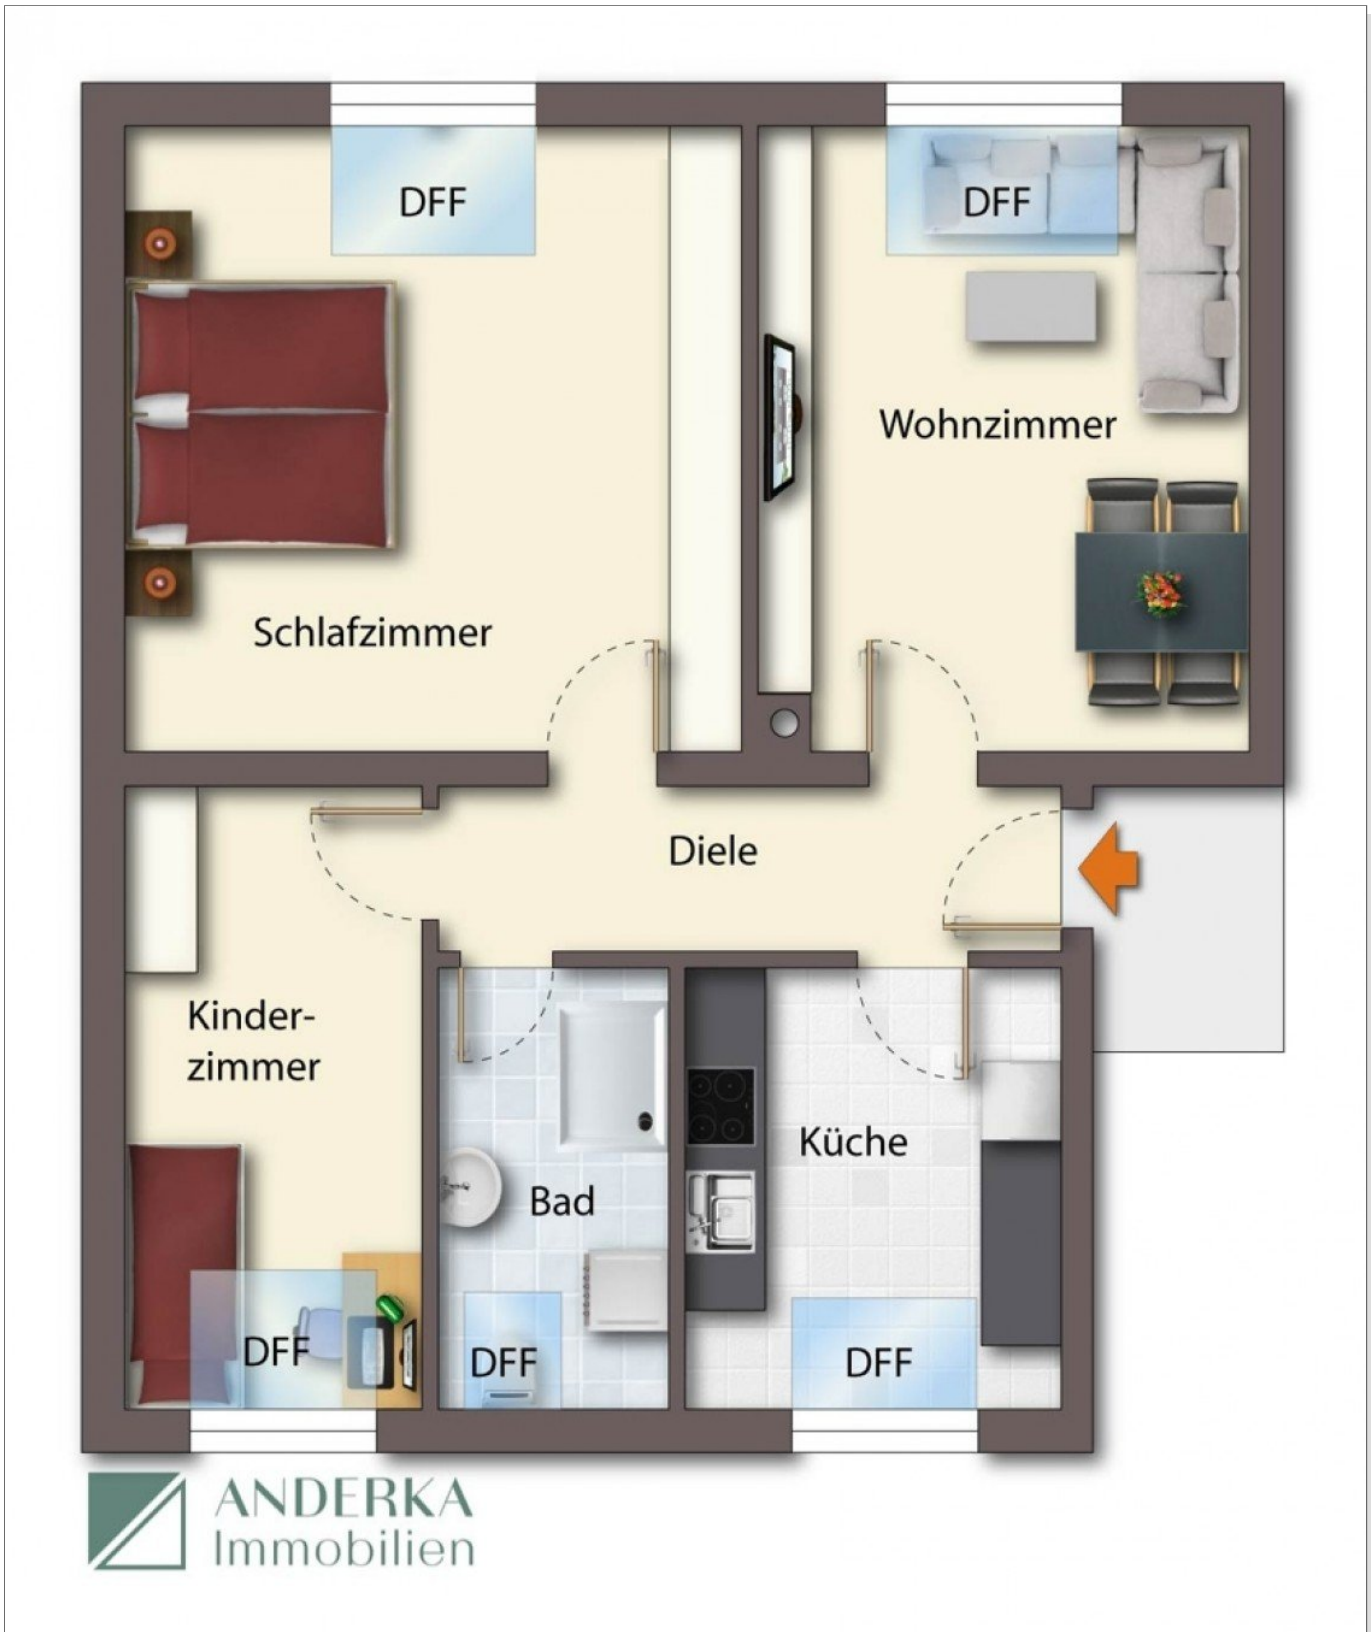 DFF
DFF
Wohnzimmer
Schlafzimmer
Diele
Kinder-
zimmer
Küche
Bad
DFF
DFF
DFF
ANDERKA
Immobilien